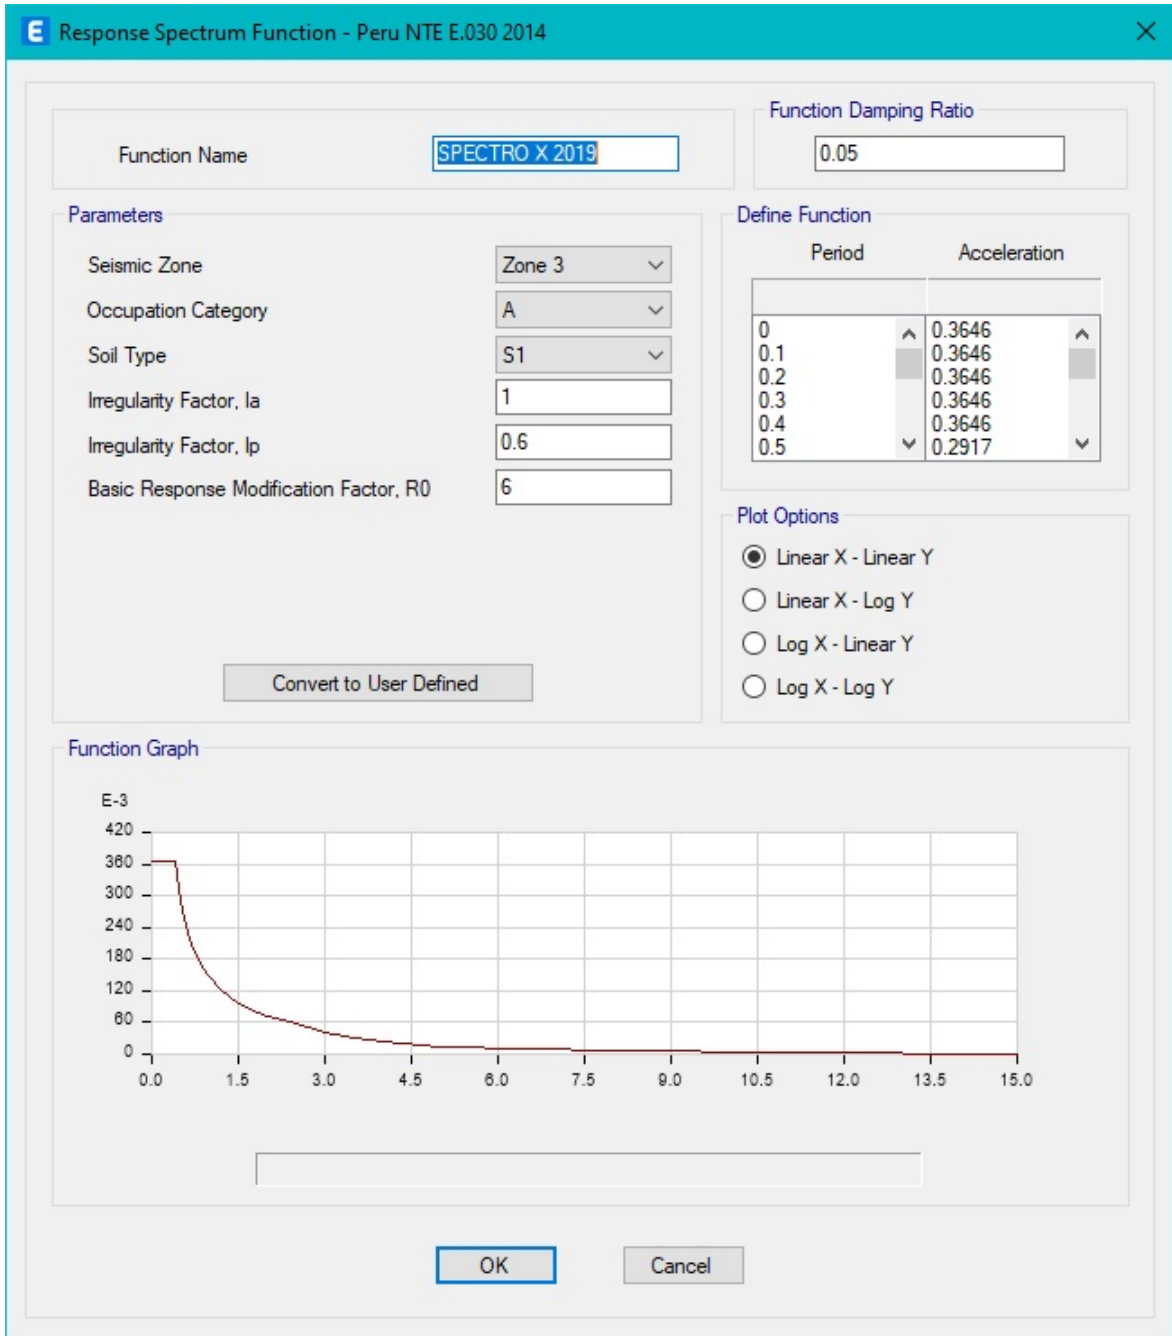 E Response Spectrum Function - Peru NTE E.030 2014
Function Name SPECTRO X 2019
Function Damping Ratio
0.05
Parameters
Seismic Zone Zone 3
Occupation Category A
Soil Type S1
Irregularity Factor, Ia 1
Irregularity Factor, Ip 0.6
Basic Response Modification Factor, R0 6
Convert to User Defined
Define Function
Period Acceleration
0 0.3646
0.1 0.3646
0.2 0.3646
0.3 0.3646
0.4 0.3646
0.5 0.2917
Plot Options
Linear X - Linear Y
Linear X - Log Y
Log X - Linear Y
Log X - Log Y
Function Graph
E-3
420
360
300
240
180
120
60
0
0.0 1.5 3.0 4.5 6.0 7.5 9.0 10.5 12.0 13.5 15.0
OK Cancel